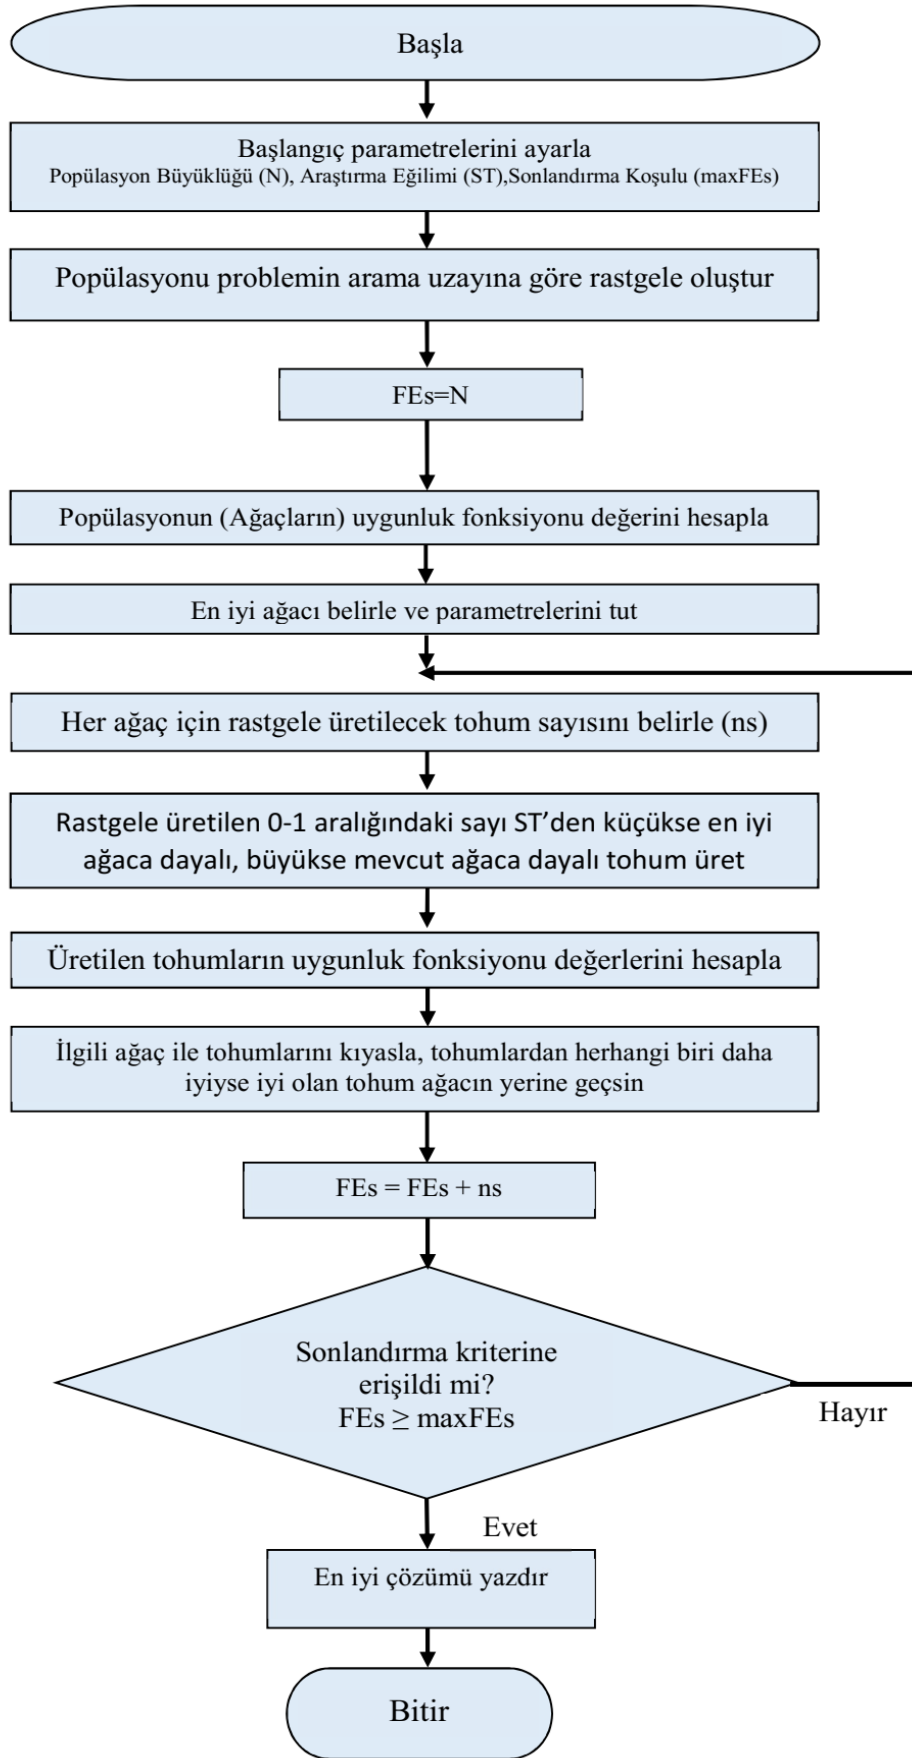 Başla
Başlangıç parametrelerini ayarla
Popülasyon Büyüklüğü (N), Araştırma Eğilimi (ST),Sonlandırma Koşulu (maxFEs)
Popülasyonu problemin arama uzayına göre rastgele oluştur
FEs=N
Popülasyonun (Ağaçların) uygunluk fonksiyonu değerini hesapla
En iyi ağacı belirle ve parametrelerini tut
Her ağaç için rastgele üretilecek tohum sayısını belirle (ns)
Rastgele üretilen 0-1 aralığındaki sayı ST’den küçükse en iyi
ağaca dayalı, büyükse mevcut ağaca dayalı tohum üret
Üretilen tohumların uygunluk fonksiyonu değerlerini hesapla
İlgili ağaç ile tohumlarını kıyasla, tohumlardan herhangi biri daha
iyiyse iyi olan tohum ağacın yerine geçsin
FEs = FEs + ns
Sonlandırma kriterine
erişildi mi?
FEs ≥ maxFEs
Hayır
Evet
En iyi çözümü yazdır
Bitir